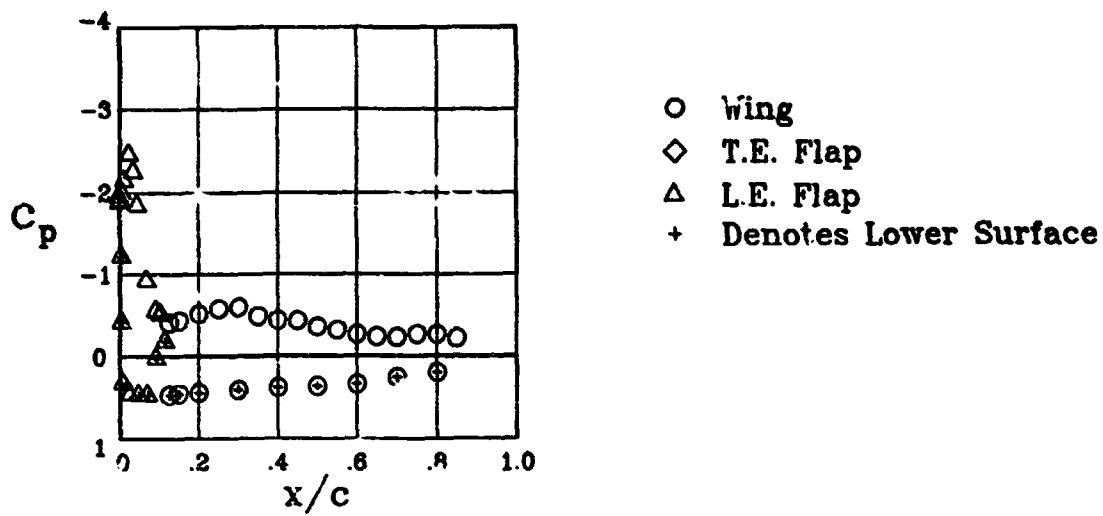 -4
-3
-2
Cp
-1
0
1
0 .2 .4 .6 .8 1.0
x/c
Wing
T.E. Flap
L.E. Flap
+ Denotes Lower Surface